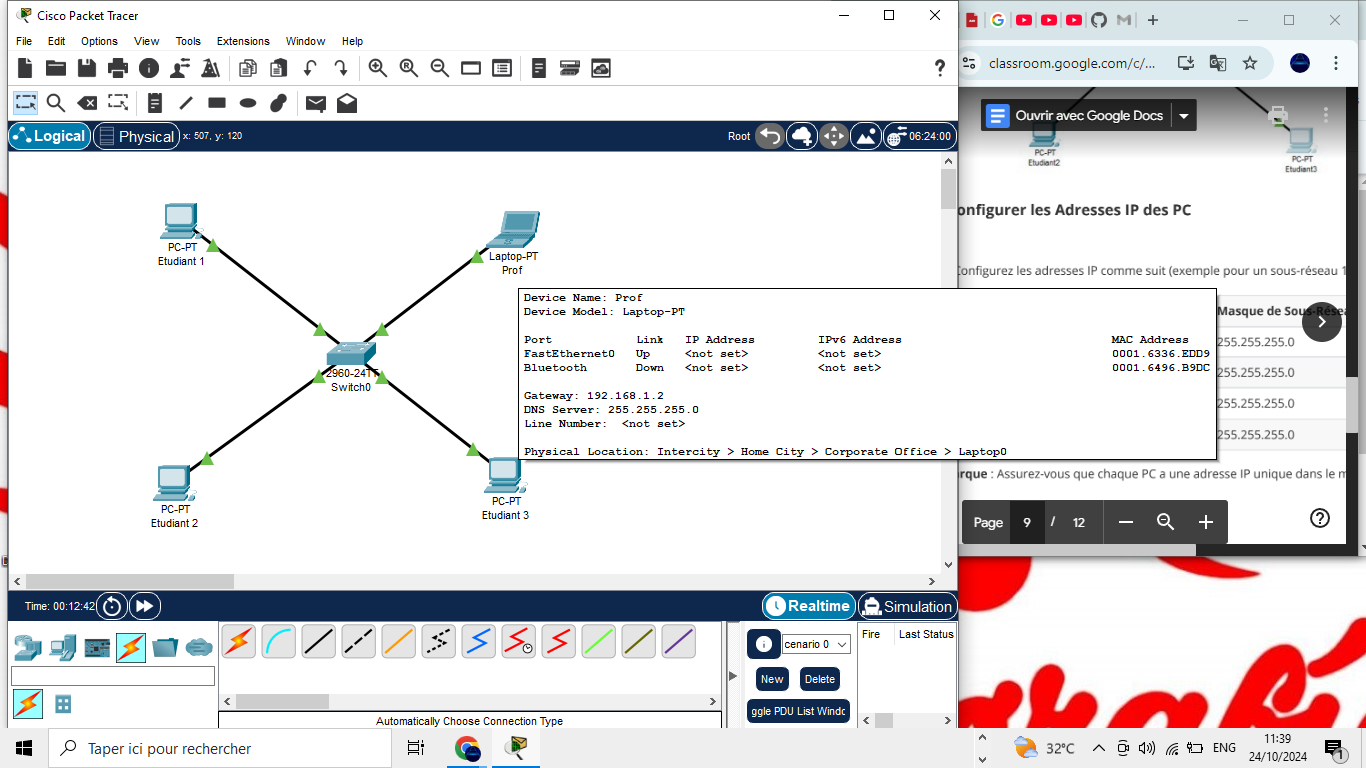 Cisco Packet Tracer
File Edit Options View Tools Extensions Window Help
Logical Physical x: 507, y: 120 Root 06:24:00
PC-PT
Etudiant 1
Laptop-PT
Prof
2960-24TT
Switch0
PC-PT
Etudiant 2
PC-PT
Etudiant 3
Device Name: Prof
Device Model: Laptop-PT
Port Link IP Address IPv6 Address MAC Address
FastEthernet0 Up <not set> <not set> 0001.6336.EDD9
Bluetooth Down <not set> <not set> 0001.6496.B9DC
Gateway: 192.168.1.2
DNS Server: 255.255.255.0
Line Number: <not set>
Physical Location: Intercity > Home City > Corporate Office > Laptop0
Time: 00:12:42 Realtime Simulation
cenario 0
New Delete
ggle PDU List Windo
Fire Last Status
Automatically Choose Connection Type
classroom.google.com/c/...
Ouvrir avec Google Docs
PC-PT
Etudiant2
PC-PT
Etudiant3
onfigurer les Adresses IP des PC
Configurez les adresses IP comme suit (exemple pour un sous-réseau 1
Masque de Sous-Résea
255.255.255.0
255.255.255.0
255.255.255.0
255.255.255.0
rque : Assurez-vous que chaque PC a une adresse IP unique dans le m
Page 9 / 12
Taper ici pour rechercher
32°C ENG 11:39
24/10/2024
1